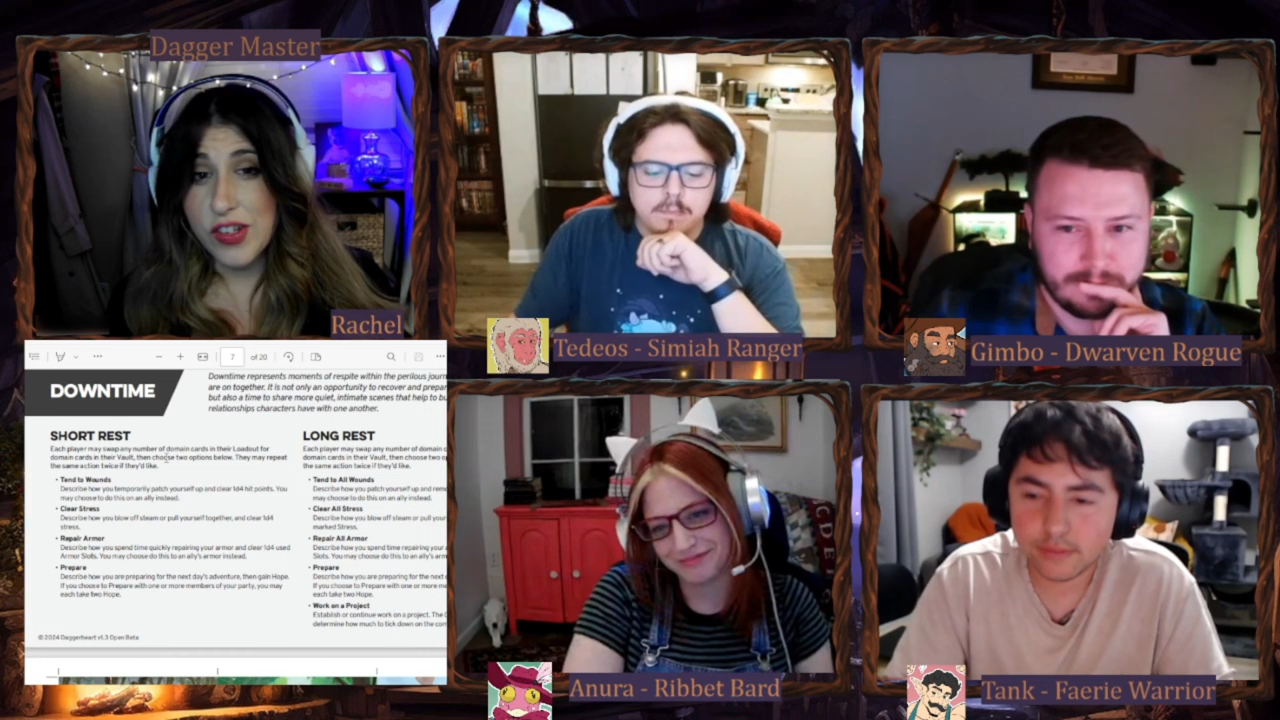 Dagger Master
Rachel
Tedeos - Simiah Ranger
Gimbo - Dwarven Rogue
7 of 20
DOWNTIME
Downtime represents moments of respite within the perilous journ
are on together. It is not only an opportunity to recover and prepar
but also a time to share more quiet, intimate scenes that help to bu
relationships characters have with one another.
SHORT REST
Each player may swap any number of domain cards in their Loadout for
domain cards in their Vault, then choose two options below. They may repeat
the same action twice if they'd like.
• Tend to Wounds
Describe how you temporarily patch yourself up and clear 1d4 hit points. You
may choose to do this on an ally instead.
• Clear Stress
Describe how you blow off steam or pull yourself together, and clear 1d4
stress.
• Repair Armor
Describe how you spend time quickly repairing your armor and clear 1d4 used
Armor Slots. You may choose to do this to an ally's armor instead.
• Prepare
Describe how you are preparing for the next day's adventure, then gain Hope.
If you choose to Prepare with one or more members of your party, you may
each take two Hope.
LONG REST
Each player may swap any number of domain c
domain cards in their Vault, then choose two o
the same action twice if they'd like.
• Tend to All Wounds
Describe how you patch yourself up and rem
may choose to do this on an ally instead.
• Clear All Stress
Describe how you blow off steam or pull your
marked Stress.
• Repair All Armor
Describe how you spend time repairing your a
may choose to do this to an ally's arm
• Prepare
Describe how you are preparing for the next
If you choose to Prepare with one or more me
each take two Hope.
• Work on a Project
Establish or continue work on a project. The
determine how much to tick down on the
© 2024 Daggerheart v1.3 Open Beta
Anura - Ribbet Bard
Tank - Faerie Warrior